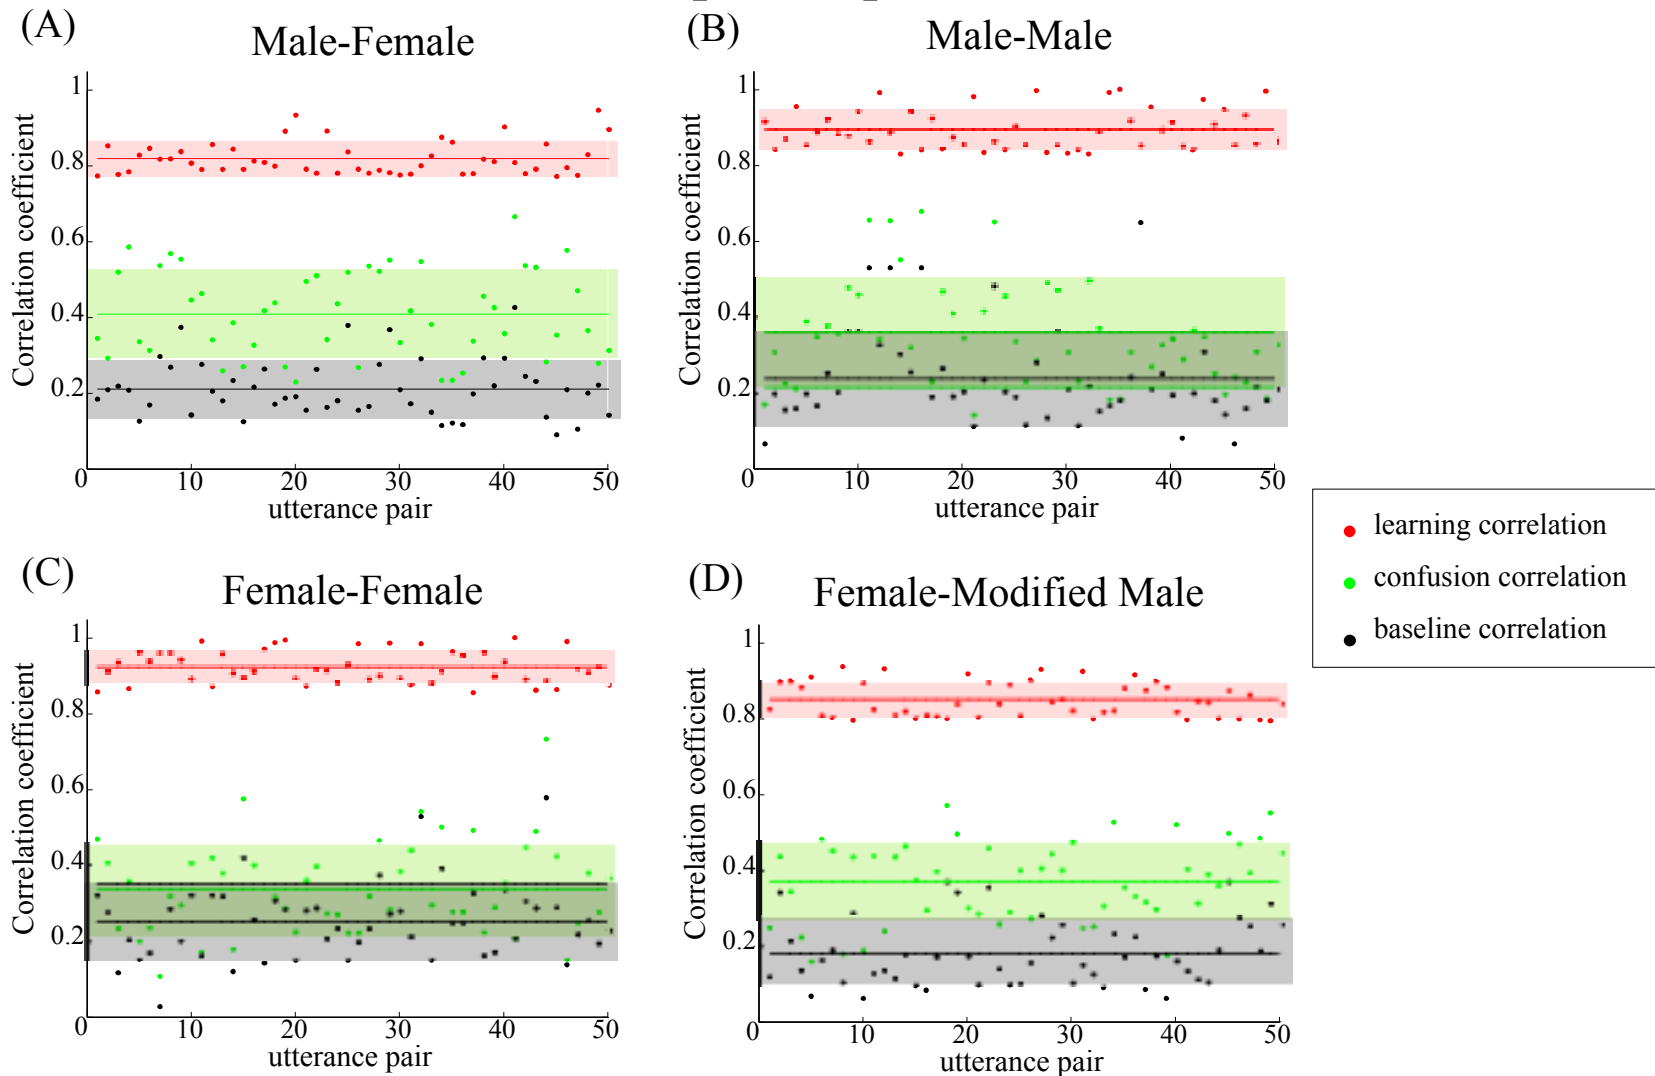 (A)
Male-Female
Correlation coefficient
1
0.8
0.6
0.4
0.2
0
10
20
30
40
50
utterance pair
(B)
Male-Male
Correlation coefficient
1
0.8
0.6
0.4
0.2
0
10
20
30
40
50
utterance pair
(C)
Female-Female
Correlation coefficient
1
0.8
0.6
0.4
0.2
0
10
20
30
40
50
utterance pair
(D)
Female-Modified Male
Correlation coefficient
1
0.8
0.6
0.4
0.2
0
10
20
30
40
50
utterance pair
learning correlation
confusion correlation
baseline correlation